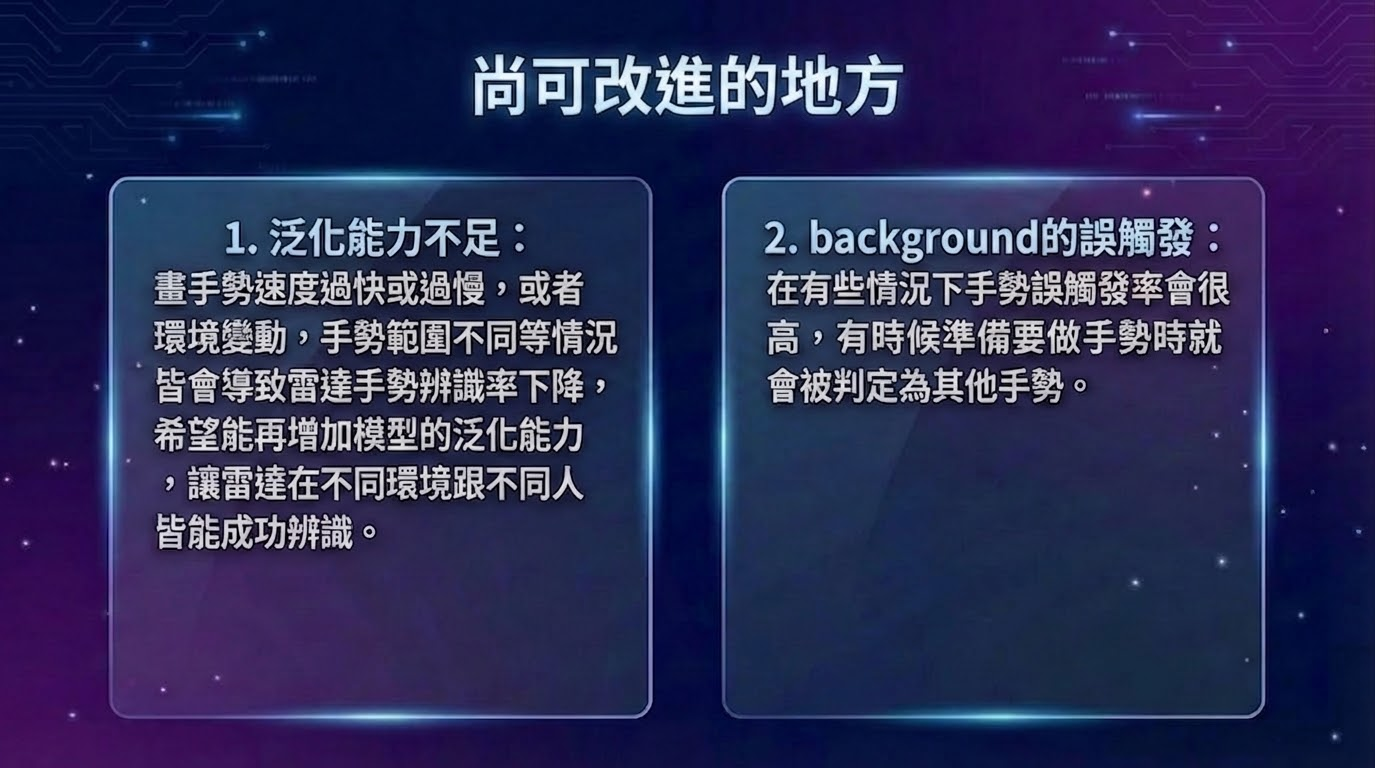 尚可改進的地方
1. 泛化能力不足：
畫手勢速度過快或過慢，或者
環境變動，手勢範圍不同等情況
皆會導致雷達手勢辨識率下降，
希望能再增加模型的泛化能力
，讓雷達在不同環境跟不同人
皆能成功辨識。
2. background的誤觸發：
在有些情況下手勢誤觸發率會很
高，有時候準備要做手勢時就
會被判定為其他手勢。